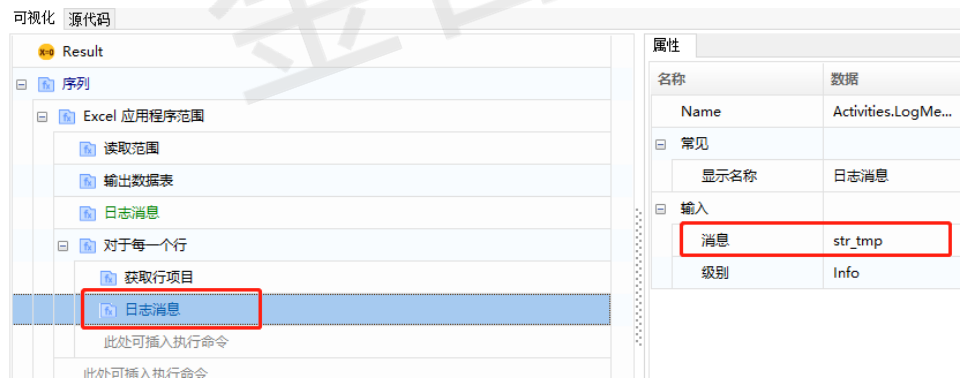 可视化 源代码
Result
序列
Excel 应用程序范围
读取范围
输出数据表
日志消息
对于每一个行
获取行项目
日志消息
此处可插入执行命令
此处可插入执行命令
属性
名称 数据
Name Activities.LogMe...
常见
显示名称 日志消息
输入
消息 str_tmp
级别 Info